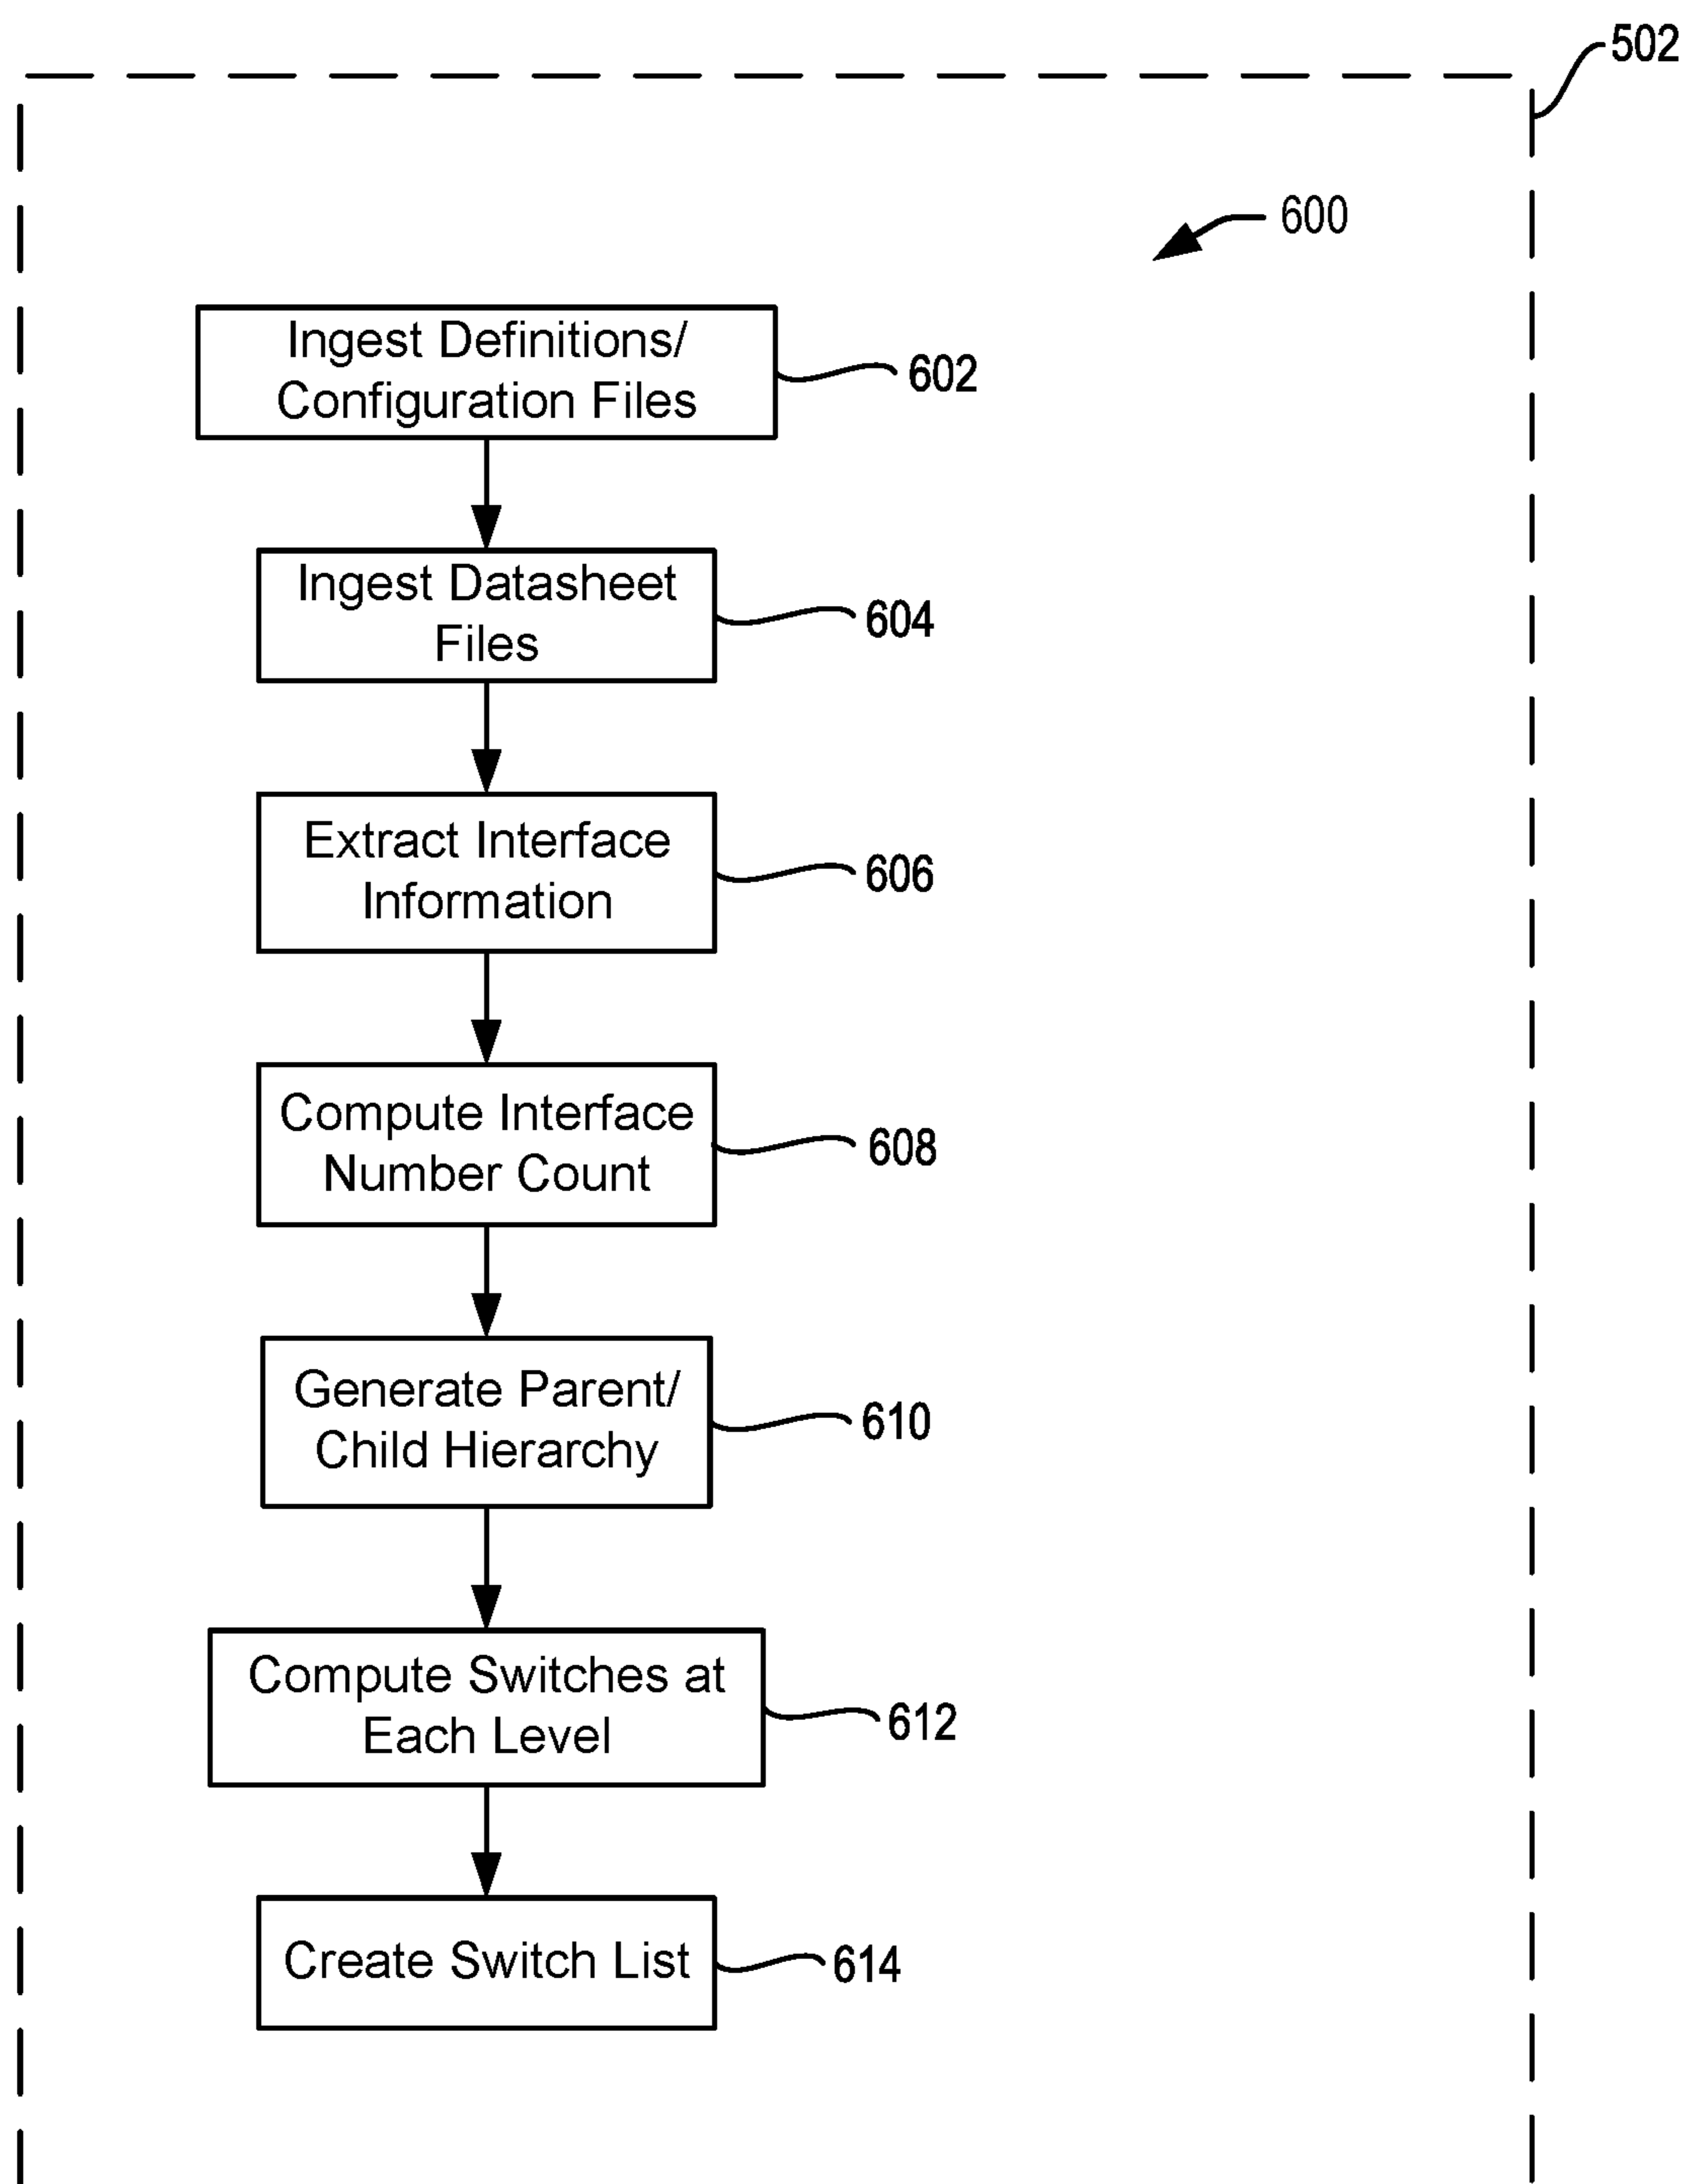 502
600
Ingest Definitions/
Configuration Files
602
Ingest Datasheet
Files
604
Extract Interface
Information
606
Compute Interface
Number Count
608
Generate Parent/
Child Hierarchy
610
Compute Switches at
Each Level
612
Create Switch List
614